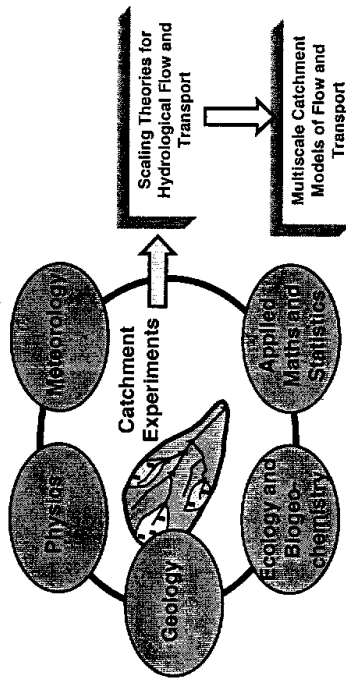 Physics
Meteorology
Geology
Catchment
Experiments
Ecology and
Biogeo-
chemistry
Applied
Maths and
Statistics
Scaling Theories for
Hydrological Flow and
Transport
Multiscale Catchment
Models of Flow and
Transport